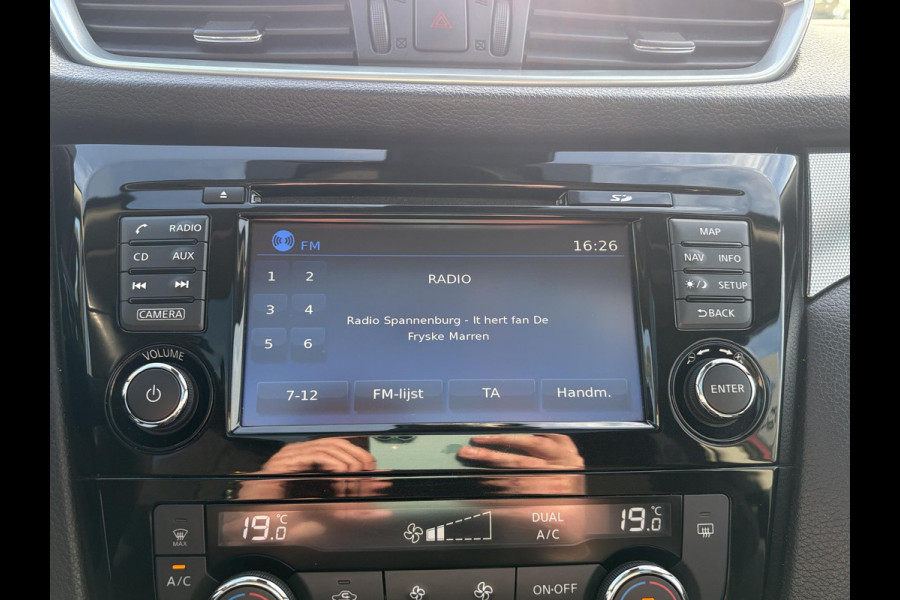 SD
RADIO
CD AUX
CAMERA
VOLUME
FM 16:26
1 2
RADIO
3 4
Radio Spannenburg - It hert fan De
Fryske Marren
5 6
7-12 FM-lijst TA Handm.
MAP
NAV INFO
SETUP
BACK
ENTER
MAX
19.0 °C
DUAL
A/C
19.0 °C
A/C
ON·OFF